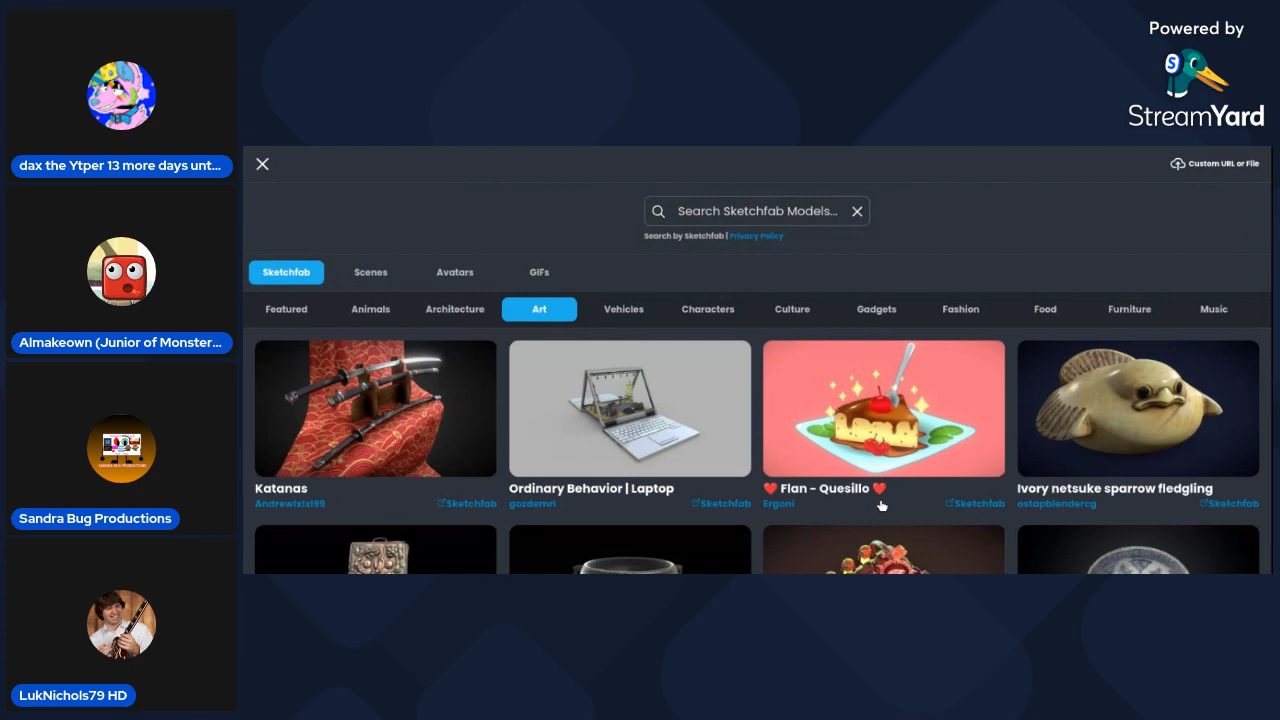 Powered by
S
StreamYard
dax the Ytper 13 more days unt...
Almakeown (Junior of Monster...
Sandra Bug Productions
SANDRA BUG PRODUCTIONS
LukNichols79 HD
Custom URL or File
Search Sketchfab Models...
Search by Sketchfab | Privacy Policy
Sketchfab Scenes Avatars GIFs
Featured Animals Architecture Art Vehicles Characters Culture Gadgets Fashion Food Furniture Music
Katanas
Andrewlxlxl99 Sketchfab
Ordinary Behavior | Laptop
gozdemrl Sketchfab
❤️ Flan - Quesillo ❤️
Ergoni Sketchfab
Ivory netsuke sparrow fledgling
ostapblendercg Sketchfab